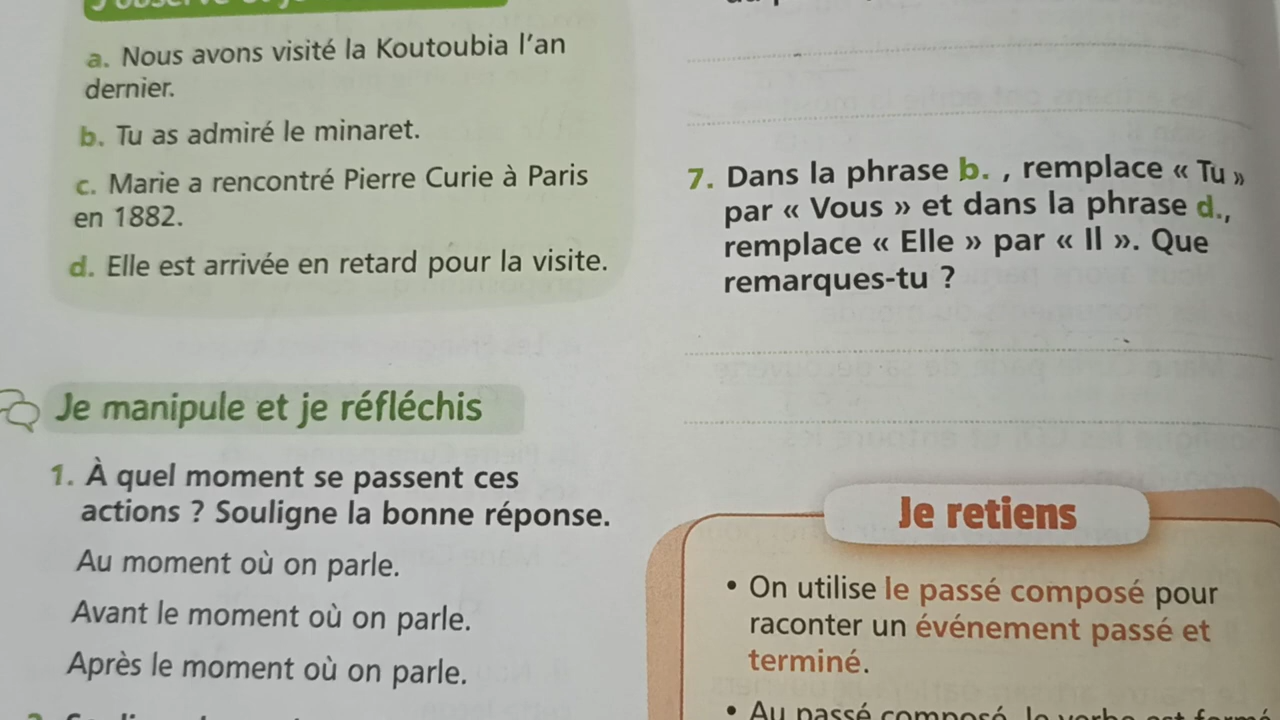 a. Nous avons visité la Koutoubia l'an
dernier.
b. Tu as admiré le minaret.
c. Marie a rencontré Pierre Curie à Paris
en 1882.
d. Elle est arrivée en retard pour la visite.
Je manipule et je réfléchis
1. À quel moment se passent ces
actions ? Souligne la bonne réponse.
Au moment où on parle.
Avant le moment où on parle.
Après le moment où on parle.
7. Dans la phrase b. , remplace « Tu »
par « Vous » et dans la phrase d.,
remplace « Elle » par « Il ». Que
remarques-tu ?
Je retiens
• On utilise le passé composé pour
raconter un événement passé et
terminé.
• Au passé composé, le verbe est formé